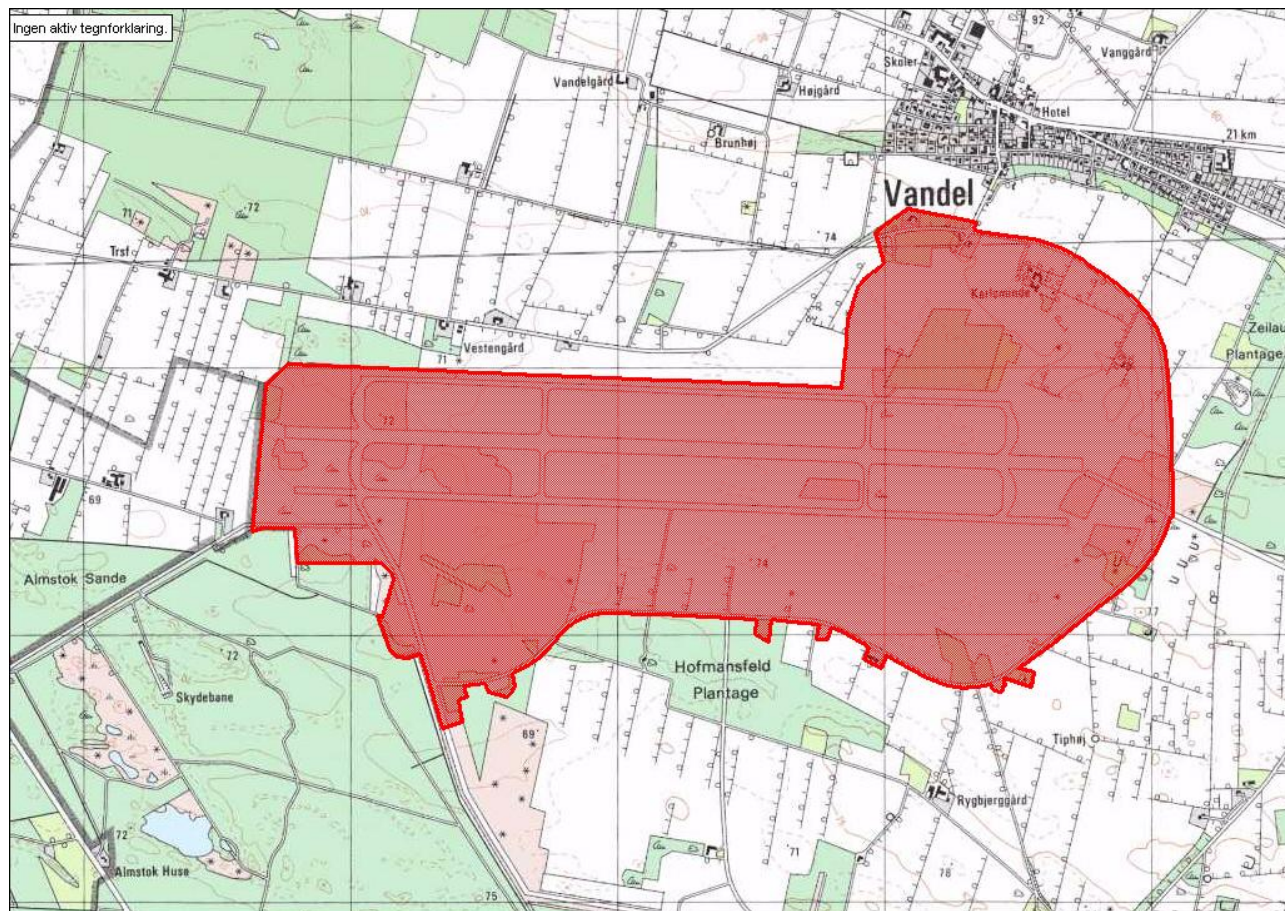 Ingen aktiv tegnforklaring.
92
Vanggård
Skoler
Vandelgård
Højgård
Hotel
21 km
Brunhøj
Vandel
71
72
74
Trsf
Karlsminde
Vestengård
71
Zeilau
Plantage
72
69
74
Almstok Sande
77
72
Hofmansfeld
Plantage
Skydebane
69
Tiphøj
Rygbjerggård
72
Almstok Huse
71
78
75